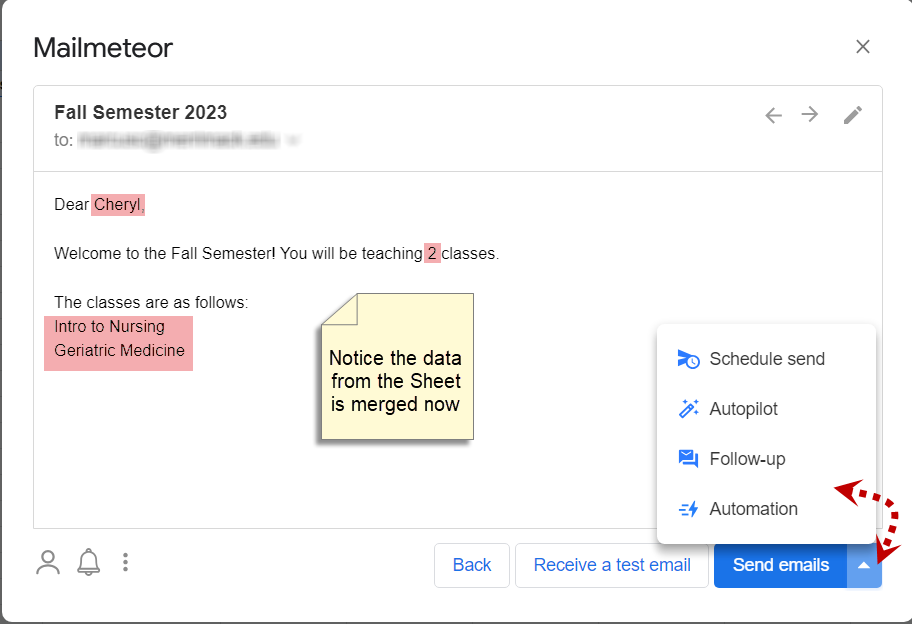 Mailmeteor
Fall Semester 2023
to:
Dear Cheryl,
Welcome to the Fall Semester! You will be teaching 2 classes.
The classes are as follows:
Intro to Nursing
Geriatric Medicine
Notice the data
from the Sheet
is merged now
Schedule send
Autopilot
Follow-up
Automation
Back
Receive a test email
Send emails